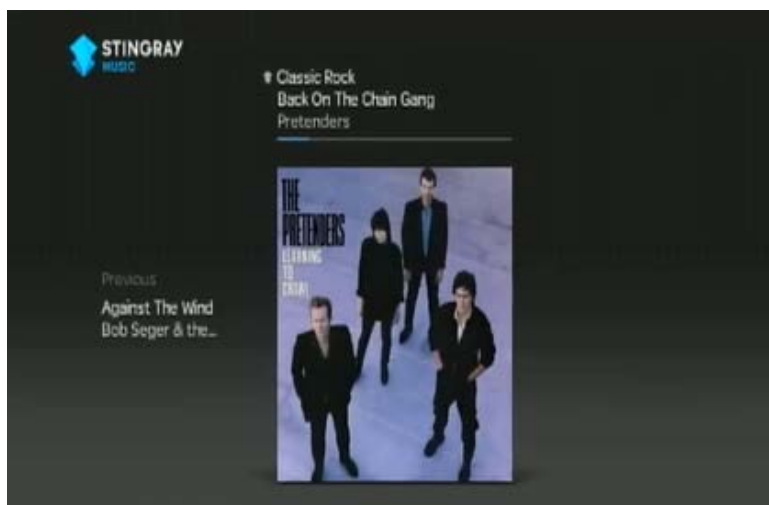 STINGRAY
MUSIC
Classic Rock
Back On The Chain Gang
Pretenders
THE
PRETENDERS
LEARNING
TO
CRAWL
Previous
Against The Wind
Bob Seger & the...